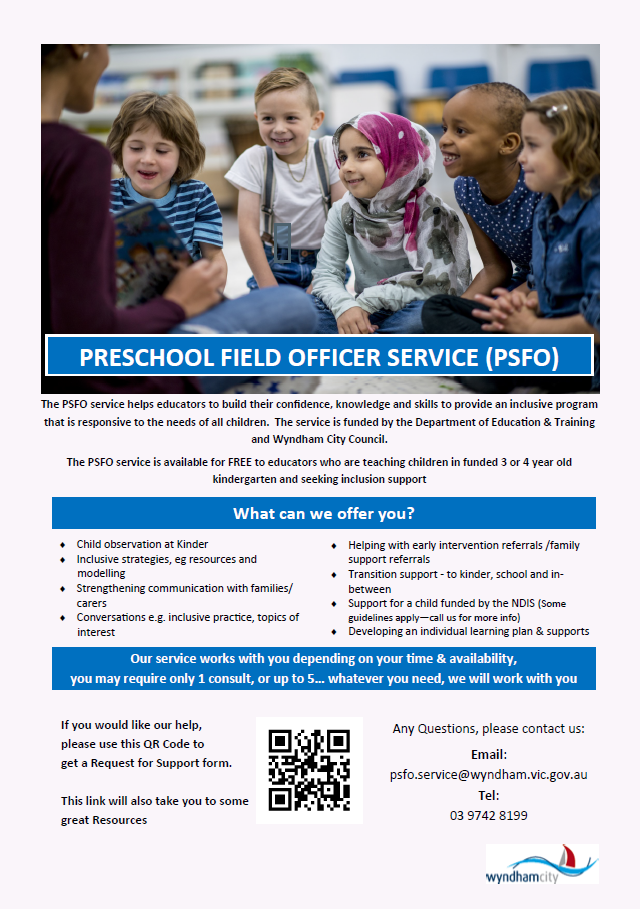 PRESCHOOL FIELD OFFICER SERVICE (PSFO)
The PSFO service helps educators to build their confidence, knowledge and skills to provide an inclusive program
that is responsive to the needs of all children.  The service is funded by the Department of Education & Training
and Wyndham City Council.
The PSFO service is available for FREE to educators who are teaching children in funded 3 or 4 year old
kindergarten and seeking inclusion support
What can we offer you?
♦ Child observation at Kinder
♦ Inclusive strategies, eg resources and
modelling
♦ Strengthening communication with families/
carers
♦ Conversations e.g. inclusive practice, topics of
interest
♦ Helping with early intervention referrals /family
support referrals
♦ Transition support - to kinder, school and in-
between
♦ Support for a child funded by the NDIS (Some
guidelines apply—call us for more info)
♦ Developing an individual learning plan & supports
Our service works with you depending on your time & availability,
you may require only 1 consult, or up to 5... whatever you need, we will work with you
If you would like our help,
please use this QR Code to
get a Request for Support form.
This link will also take you to some
great Resources
Any Questions, please contact us:
Email:
psfo.service@wyndham.vic.gov.au
Tel:
03 9742 8199
wyndhamcity